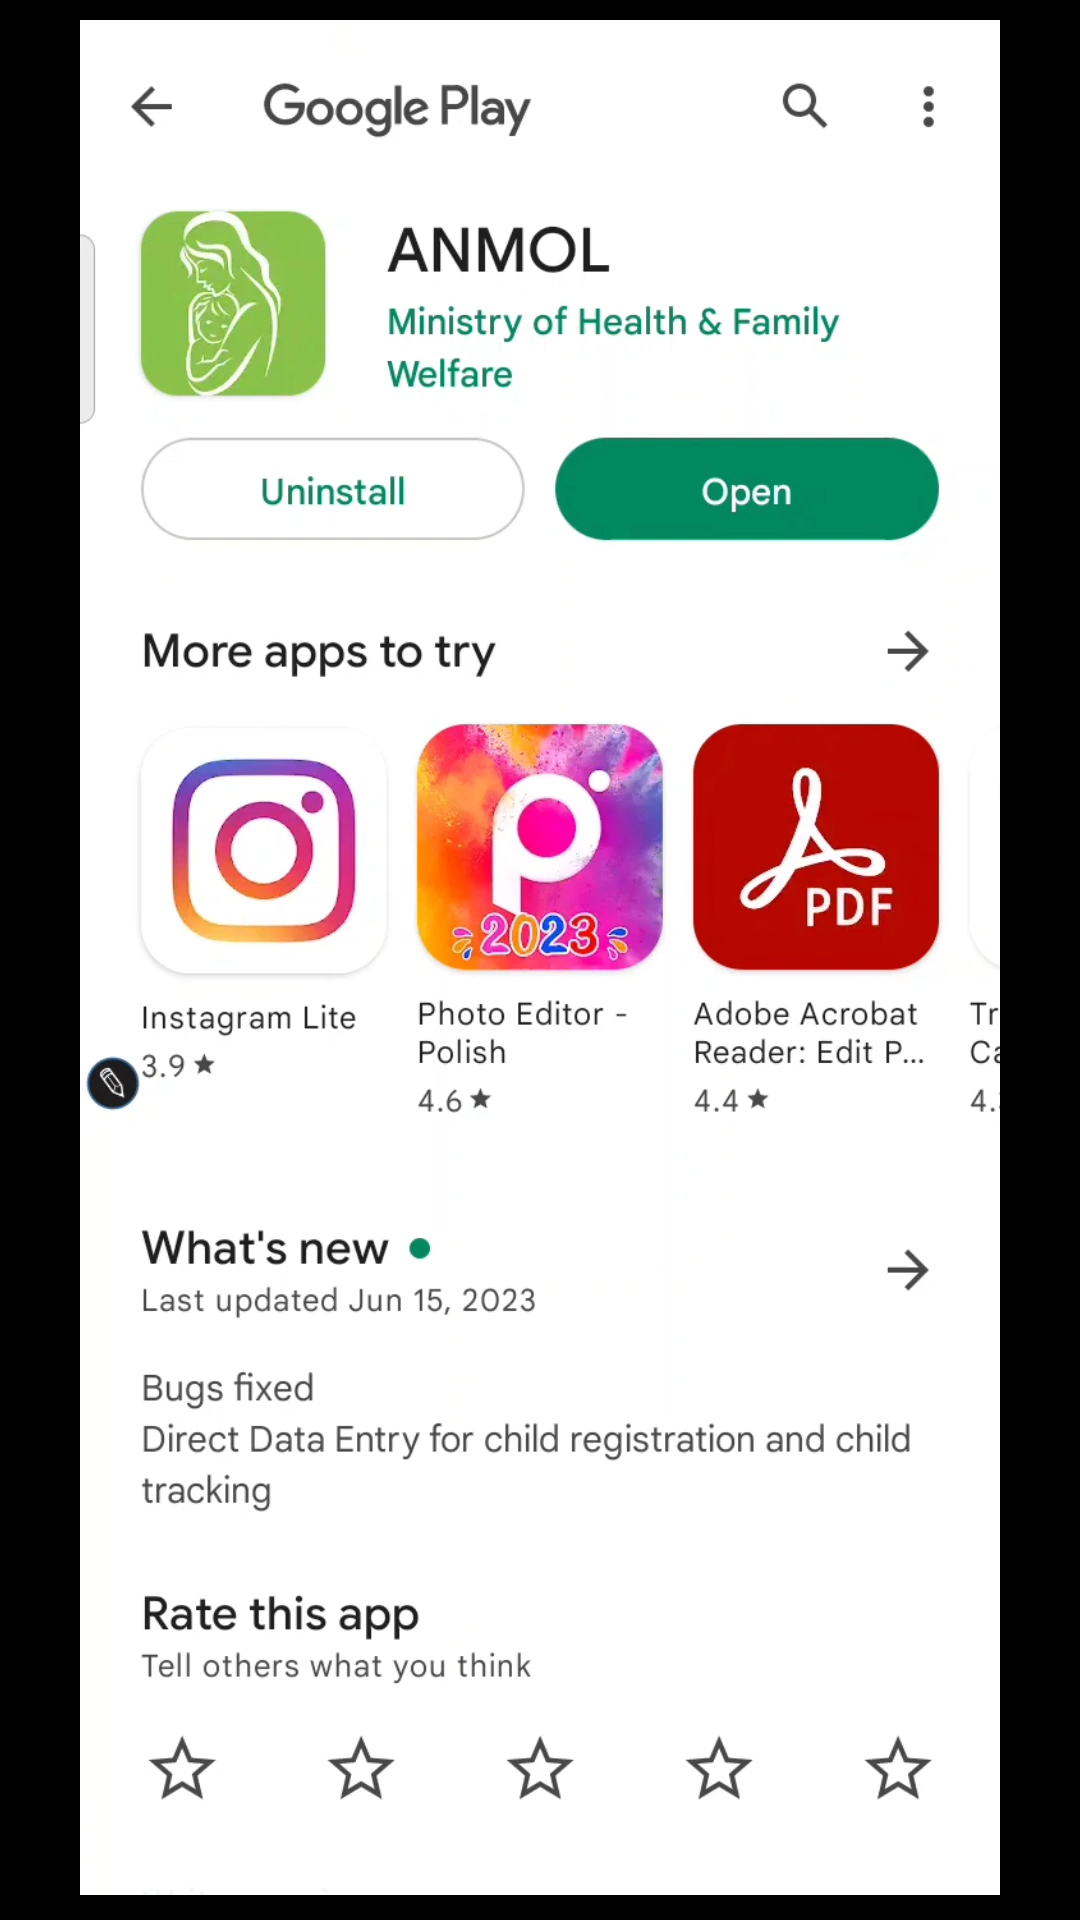 Google Play
ANMOL
Ministry of Health & Family
Welfare
Uninstall
Open
More apps to try
2023
PDF
Instagram Lite
3.9 ★
Photo Editor -
Polish
4.6 ★
Adobe Acrobat
Reader: Edit P...
4.4 ★
Tr
4.
What's new
Last updated Jun 15, 2023
Bugs fixed
Direct Data Entry for child registration and child
tracking
Rate this app
Tell others what you think